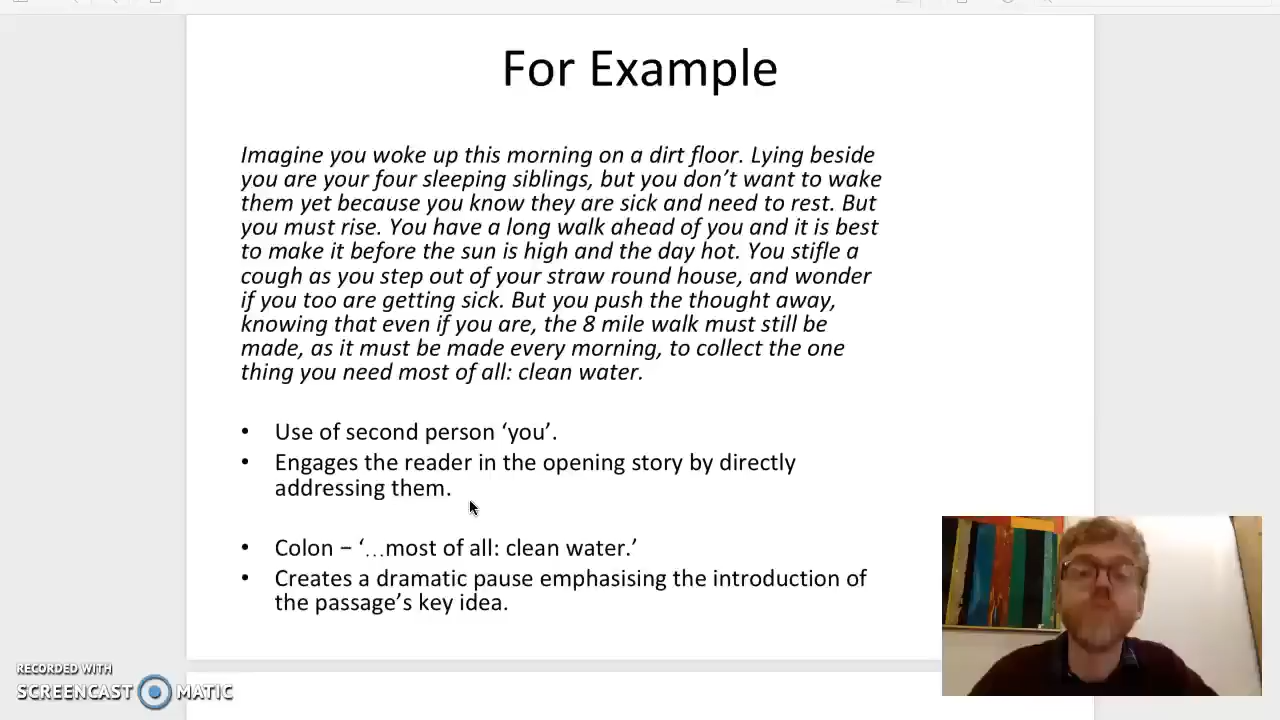 For Example
Imagine you woke up this morning on a dirt floor. Lying beside
you are your four sleeping siblings, but you don’t want to wake
them yet because you know they are sick and need to rest. But
you must rise. You have a long walk ahead of you and it is best
to make it before the sun is high and the day hot. You stifle a
cough as you step out of your straw round house, and wonder
if you too are getting sick. But you push the thought away,
knowing that even if you are, the 8 mile walk must still be
made, as it must be made every morning, to collect the one
thing you need most of all: clean water.
• Use of second person ‘you’.
• Engages the reader in the opening story by directly
addressing them.
• Colon – ‘…most of all: clean water.’
• Creates a dramatic pause emphasising the introduction of
the passage’s key idea.
RECORDED WITH
SCREENCAST MATIC